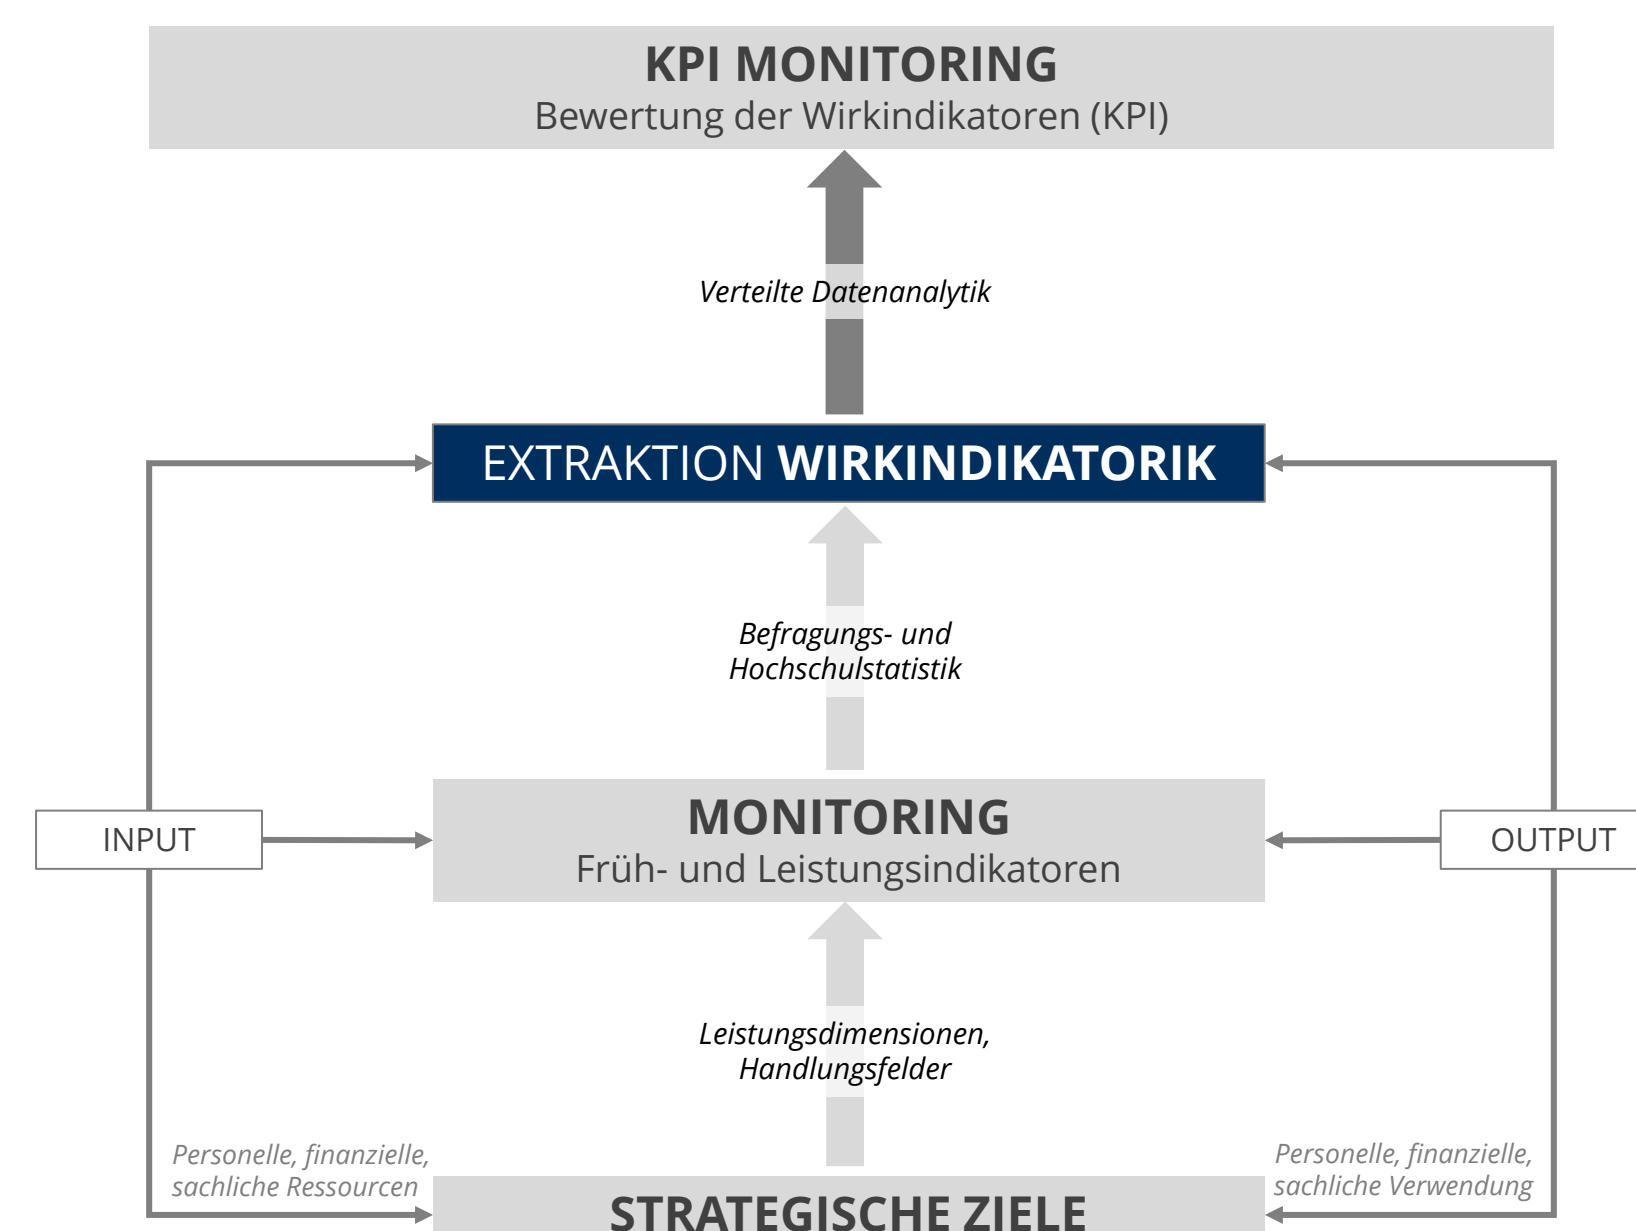 KPI MONITORING
Bewertung der Wirkindikatoren (KPI)
Verteilte Datenanalytik
EXTRAKTION WIRKINDIKATORIK
Befragungs- und
Hochschulstatistik
INPUT
MONITORING
Früh- und Leistungsindikatoren
OUTPUT
Leistungsdimensionen,
Handlungsfelder
Personelle, finanzielle,
sachliche Ressourcen
Personelle, finanzielle,
sachliche Verwendung
STRATEGISCHE ZIELE